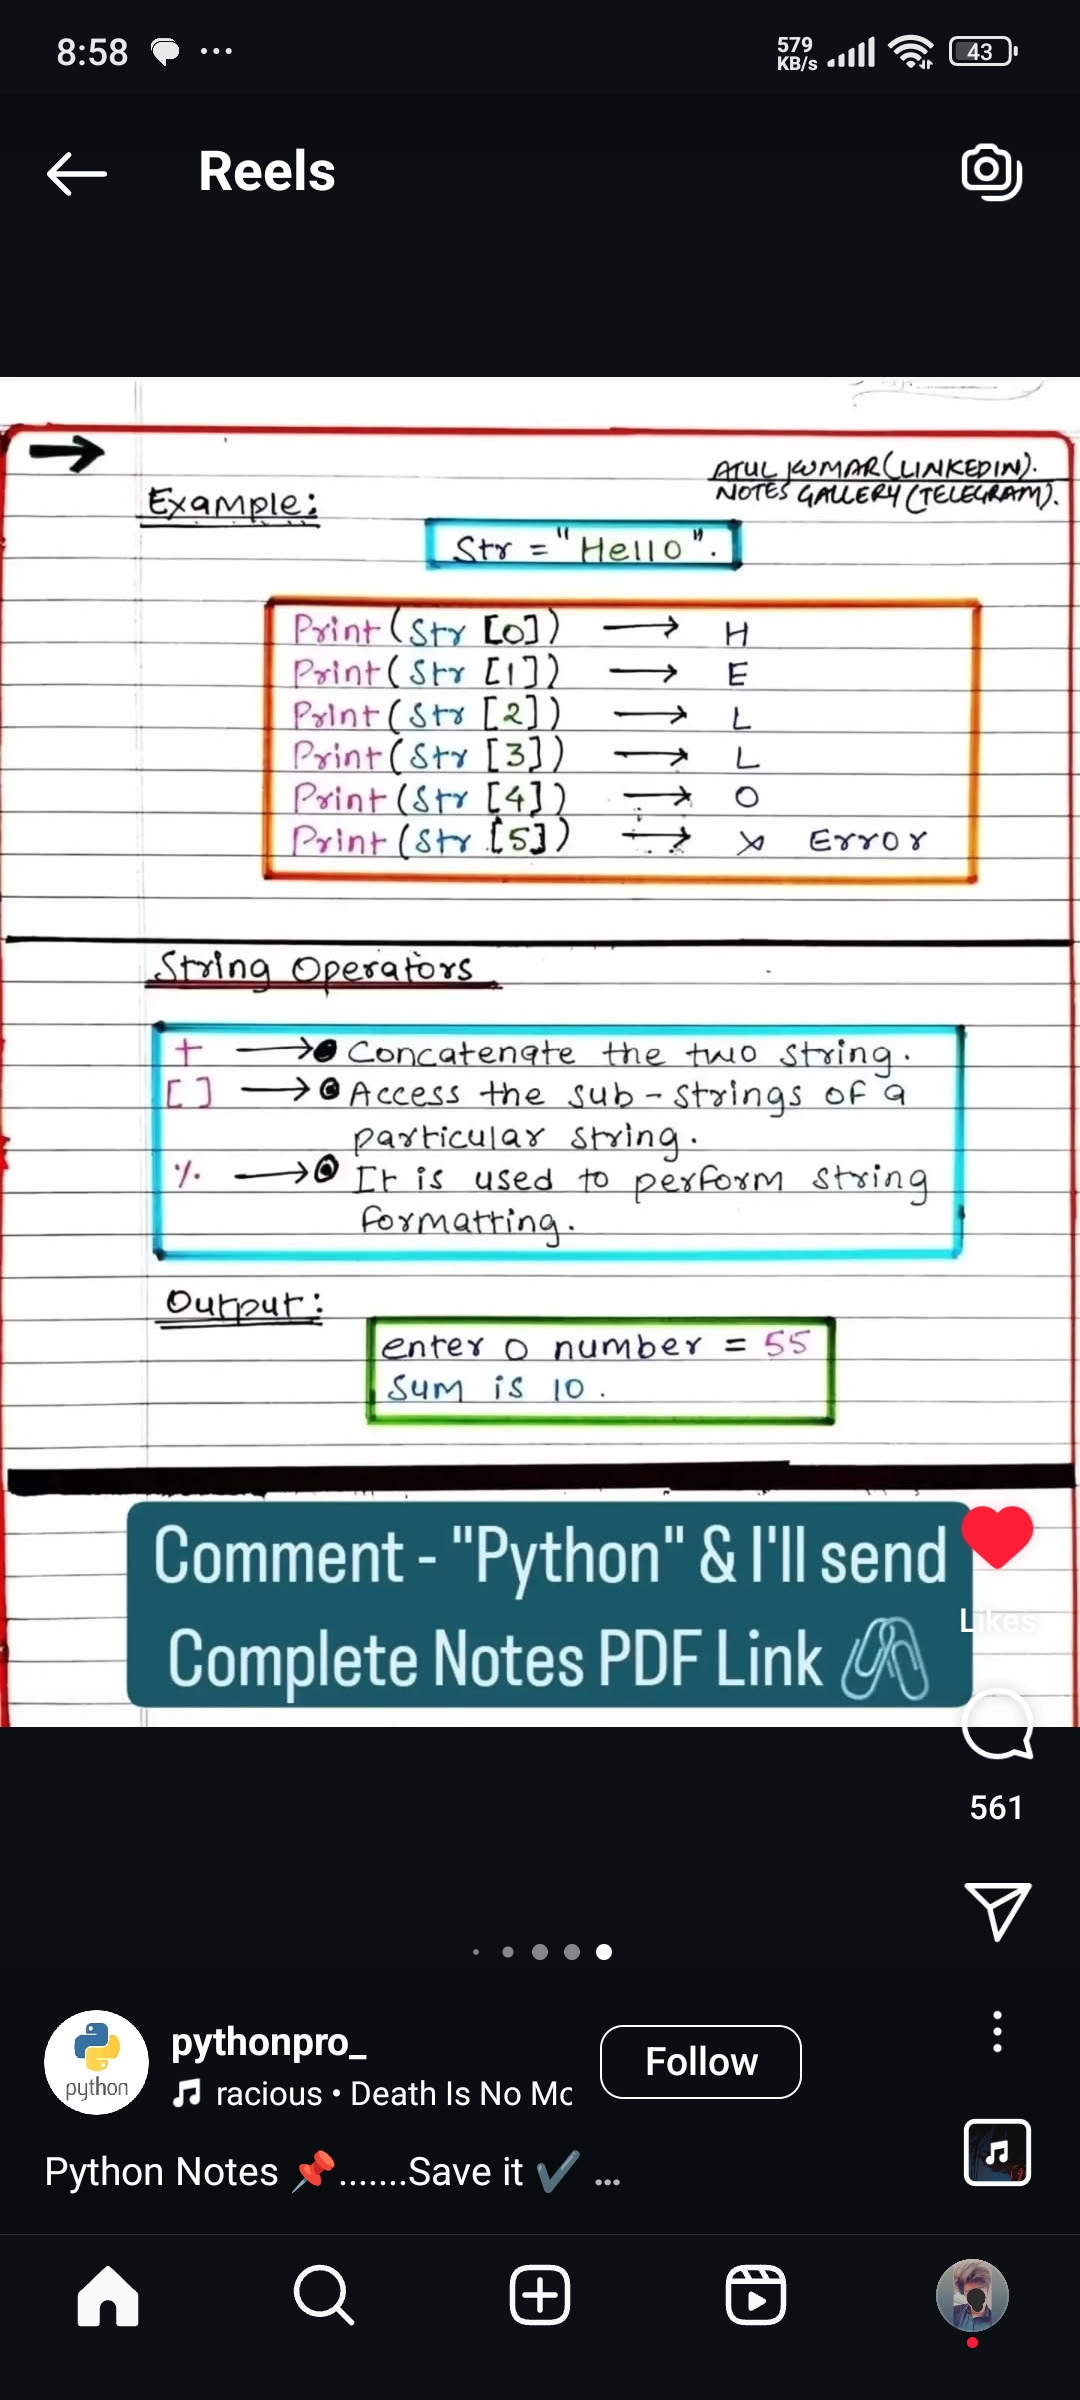 8:58
579
KB/s
43
Reels
ATUL KUMAR (LINKEDIN).
NOTES GALLERY (TELEGRAM).
Example:
Str = "Hello".
Print (Str [0]) → H
Print (Str [1]) → E
Print (Str [2]) → L
Print (Str [3]) → L
Print (Str [4]) → O
Print (Str [5]) → x Error
String Operators
+ → Concatenate the two string.
[ ] → Access the sub-strings of a
particular string.
% → It is used to perform string
formatting.
Output:
enter o number = 55
Sum is 10.
Comment - "Python" & I'll send
Complete Notes PDF Link
Likes
561
python
pythonpro_
racious • Death Is No Mc
Follow
Python Notes 📌.......Save it ✔️ ...